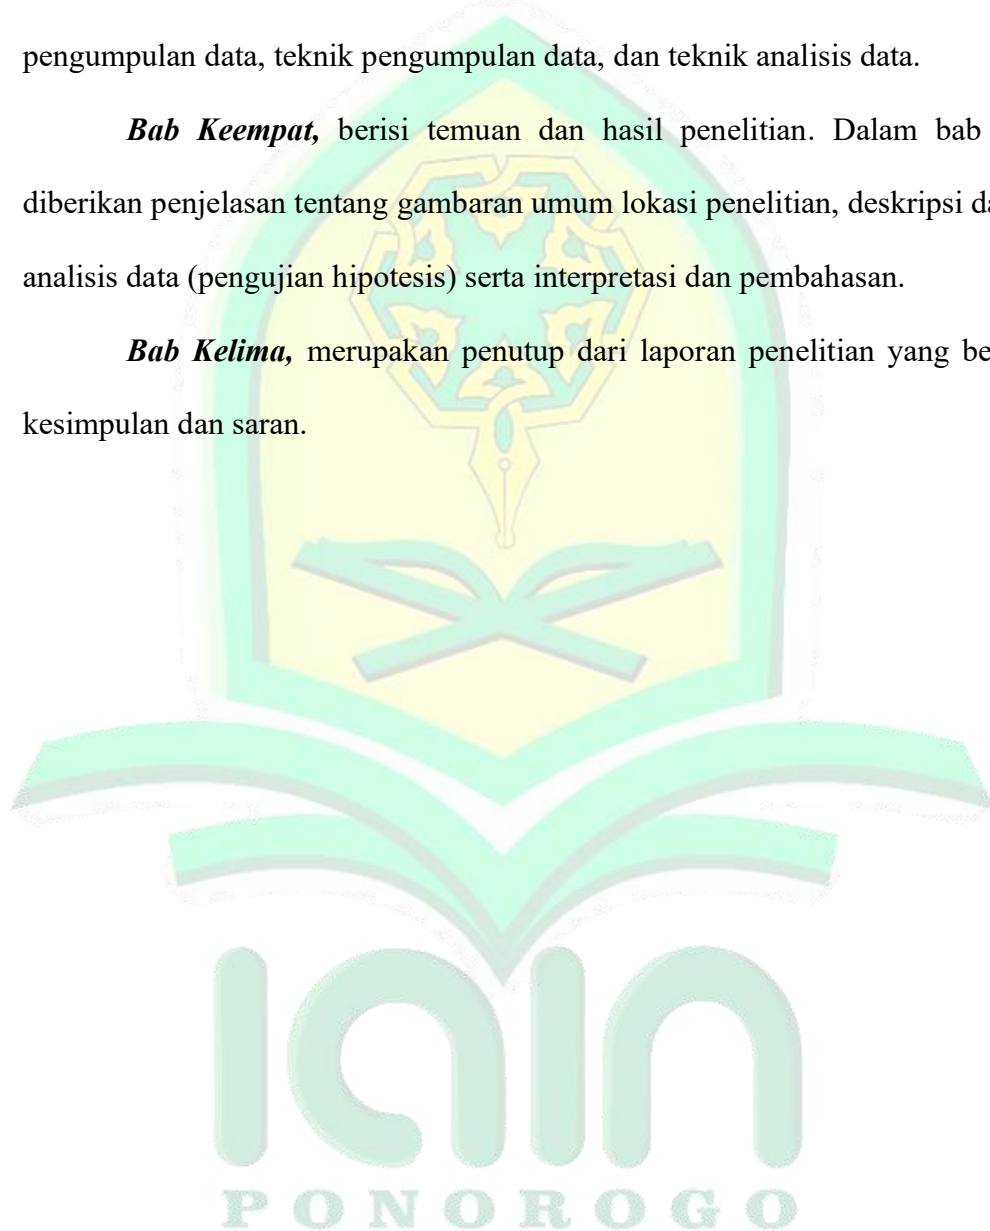 pengumpulan data, teknik pengumpulan data, dan teknik analisis data.
Bab Keempat, berisi temuan dan hasil penelitian. Dalam bab
diberikan penjelasan tentang gambaran umum lokasi penelitian, deskripsi
analisis data (pengujian hipotesis) serta interpretasi dan pembahasan.
Bab Kelima, merupakan penutup dari laporan penelitian yang
kesimpulan dan saran.
iain
PONOROGO